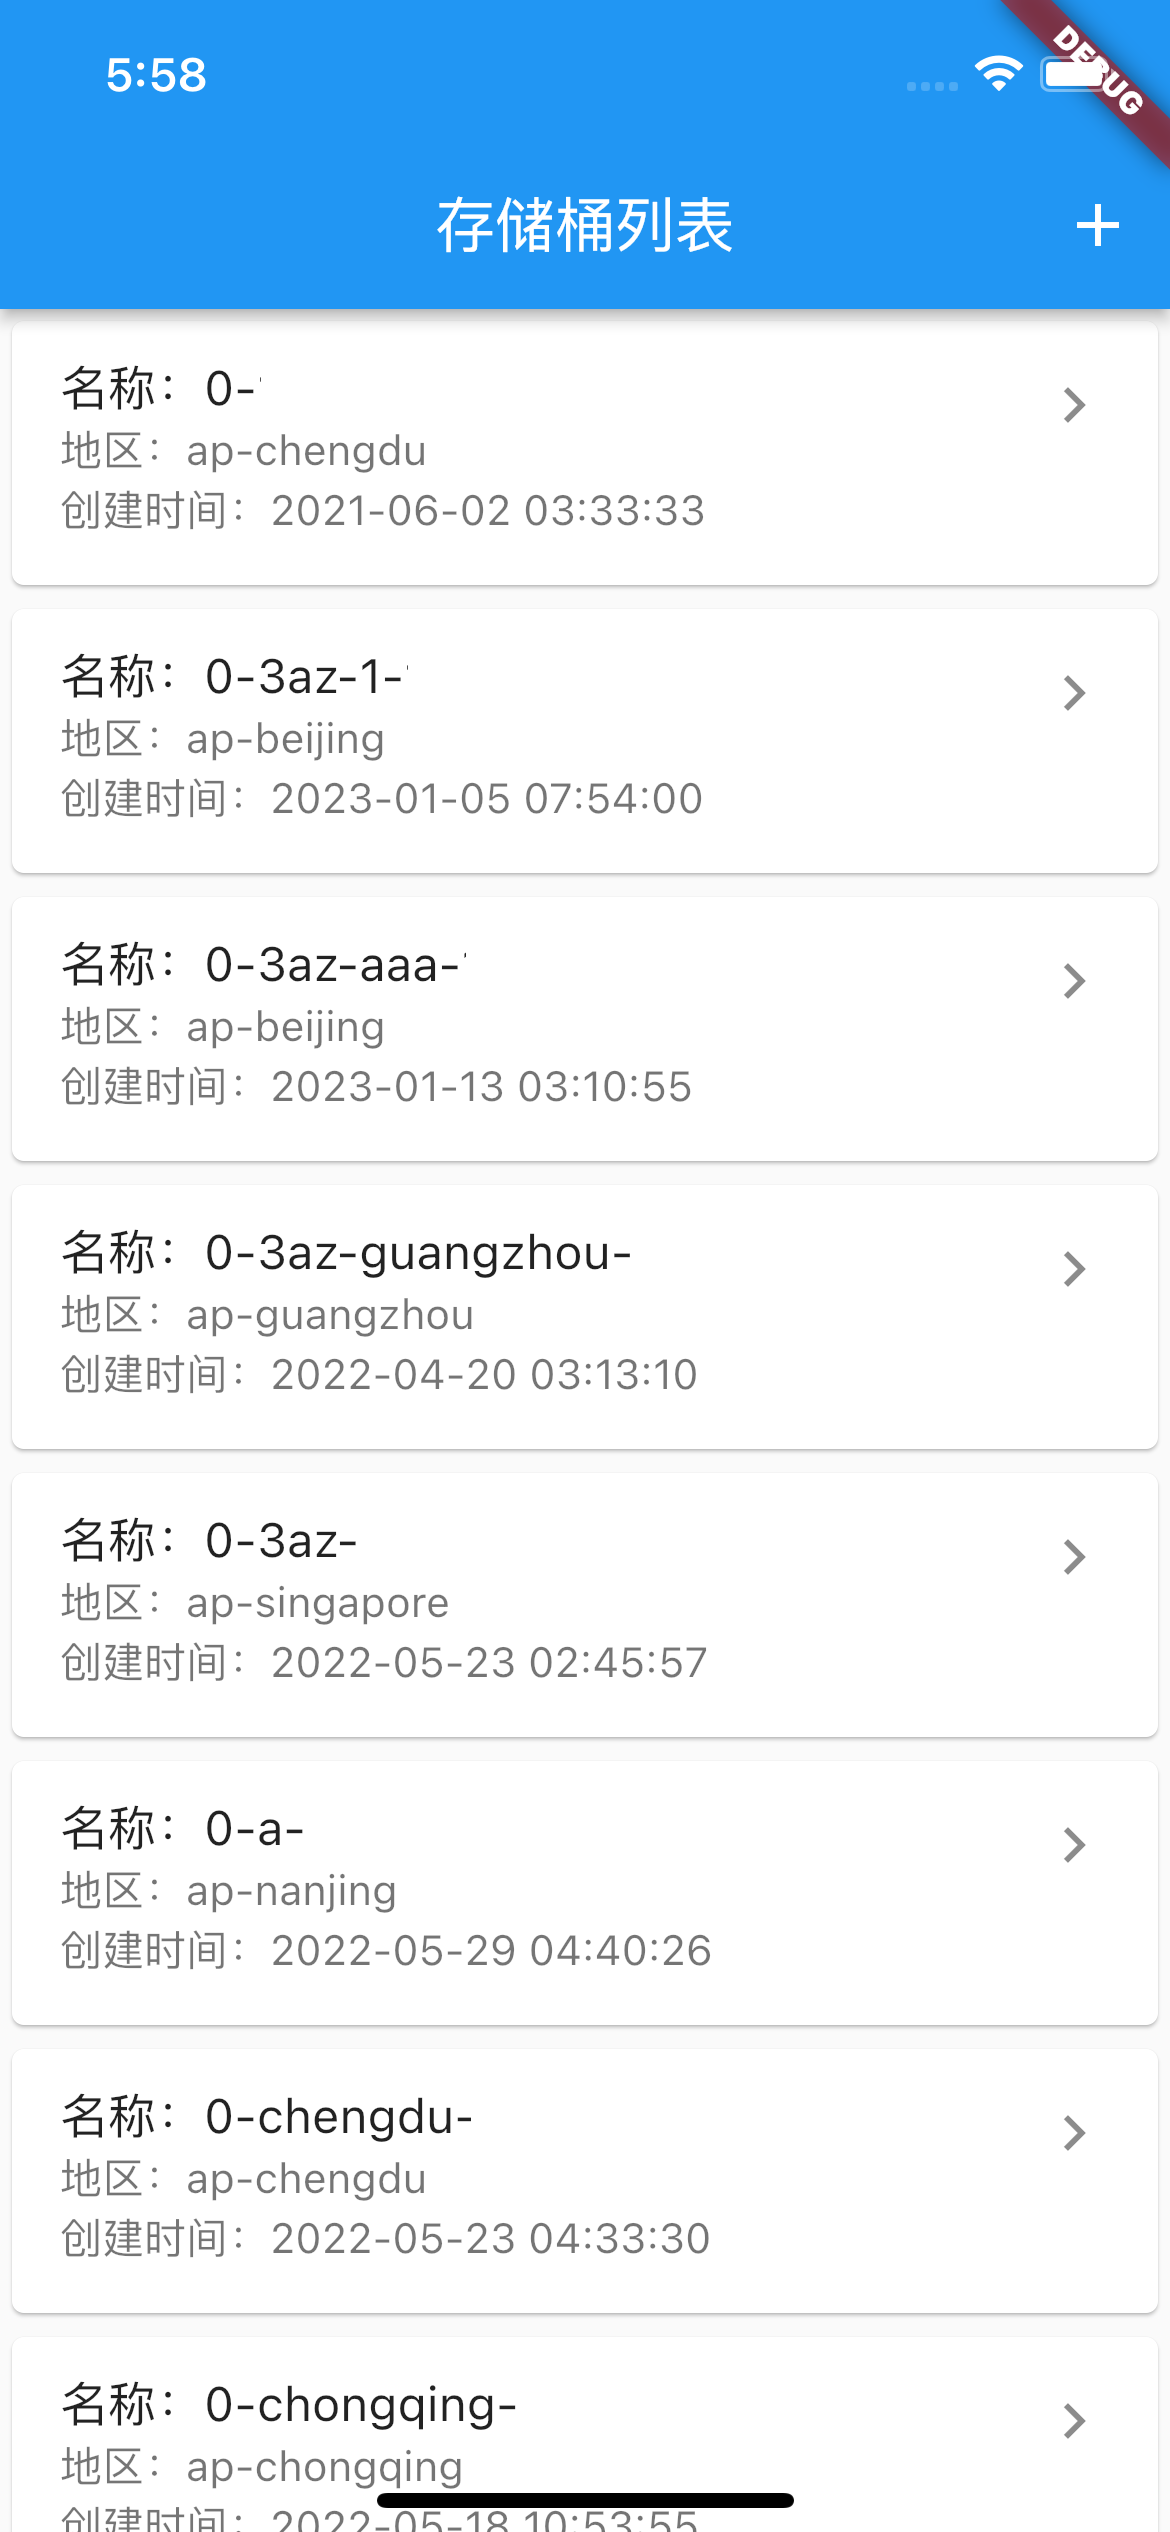 5:58
DEBUG
存储桶列表
名称：0-
地区：ap-chengdu
创建时间：2021-06-02 03:33:33
名称：0-3az-1-
地区：ap-beijing
创建时间：2023-01-05 07:54:00
名称：0-3az-aaa-
地区：ap-beijing
创建时间：2023-01-13 03:10:55
名称：0-3az-guangzhou-
地区：ap-guangzhou
创建时间：2022-04-20 03:13:10
名称：0-3az-
地区：ap-singapore
创建时间：2022-05-23 02:45:57
名称：0-a-
地区：ap-nanjing
创建时间：2022-05-29 04:40:26
名称：0-chengdu-
地区：ap-chengdu
创建时间：2022-05-23 04:33:30
名称：0-chongqing-
地区：ap-chongqing
创建时间：2022-05-18 10:53:55